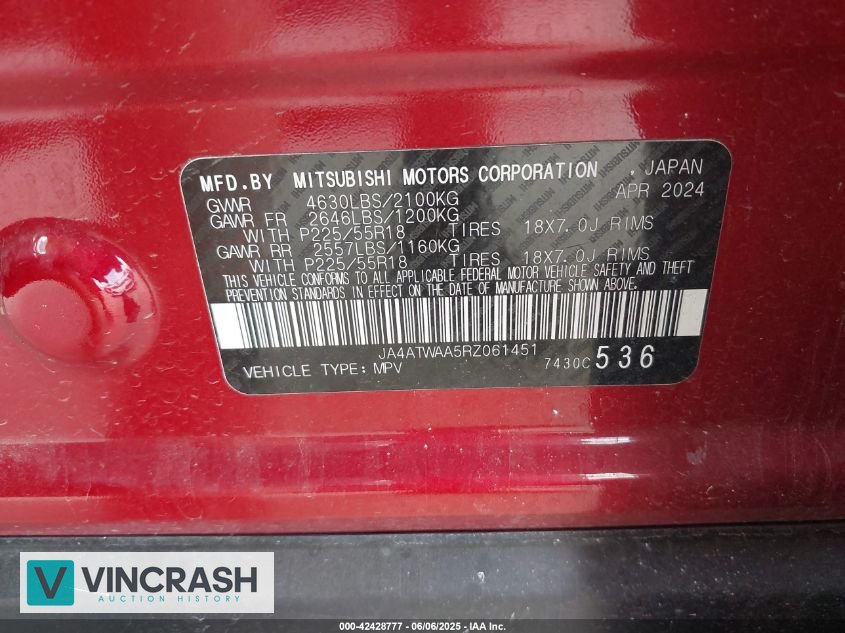 MFD.BY MITSUBISHI MOTORS CORPORATION , JAPAN
GVWR 4630LBS/2100KG APR 2024
GAWR FR 2646LBS/1200KG
WITH P225/55R18 TIRES 18X7.0J RIMS
GAWR RR 2557LBS/1160KG
WITH P225/55R18 TIRES 18X7.0J RIMS
THIS VEHICLE CONFORMS TO ALL APPLICABLE FEDERAL MOTOR VEHICLE SAFETY AND THEFT
PREVENTION STANDARDS IN EFFECT ON THE DATE OF MANUFACTURE SHOWN ABOVE.
JA4ATWAA5RZ061451
VEHICLE TYPE: MPV 7430C 536
V VINCRASH
AUCTION HISTORY
000-42428777 - 06/06/2025 - IAA Inc.